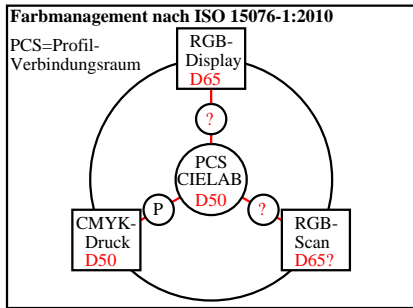 Farbmanagement nach ISO 15076-1:2010
PCS=Profil-
Verbindungsraum
RGB-
Display
D65
?
PCS
CIELAB
D50
P
?
CMYK-
Druck
D50
RGB-
Scan
D65?